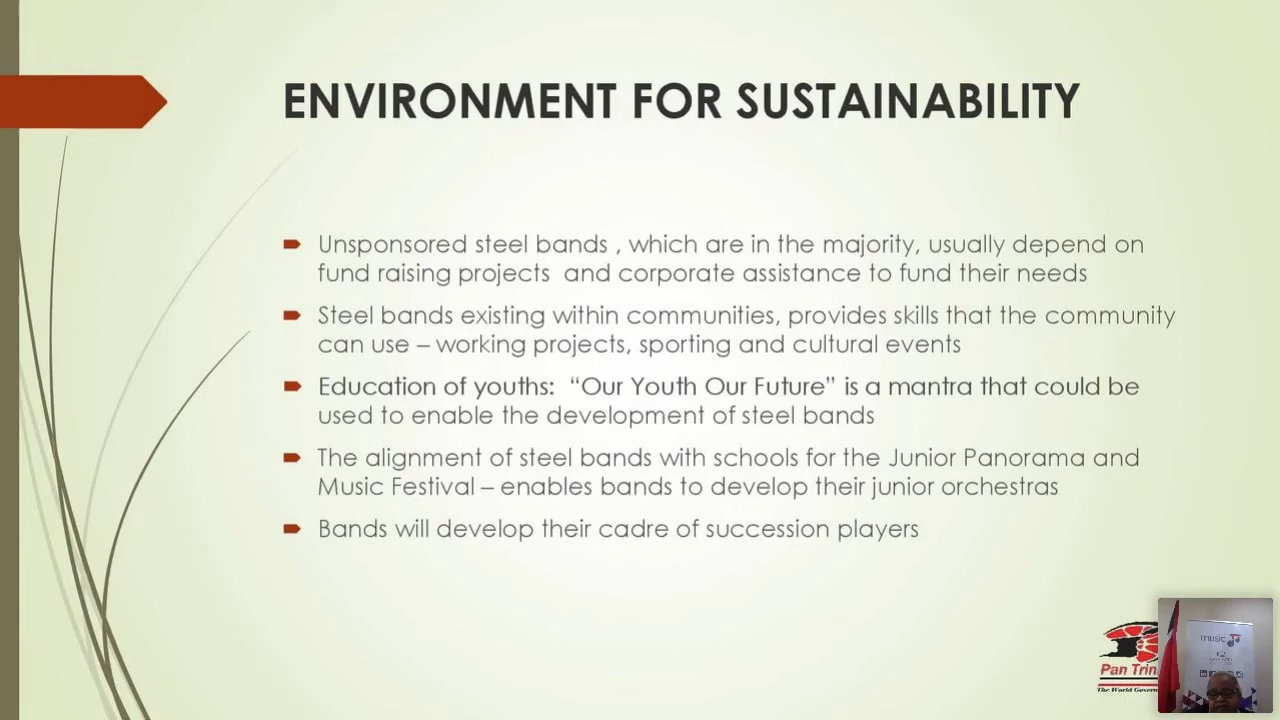 ENVIRONMENT FOR SUSTAINABILITY
Unsponsored steel bands , which are in the majority, usually depend on
fund raising projects and corporate assistance to fund their needs
Steel bands existing within communities, provides skills that the community
can use – working projects, sporting and cultural events
Education of youths: “Our Youth Our Future” is a mantra that could be
used to enable the development of steel bands
The alignment of steel bands with schools for the Junior Panorama and
Music Festival – enables bands to develop their junior orchestras
Bands will develop their cadre of succession players
Pan Trin
The World Govern
music